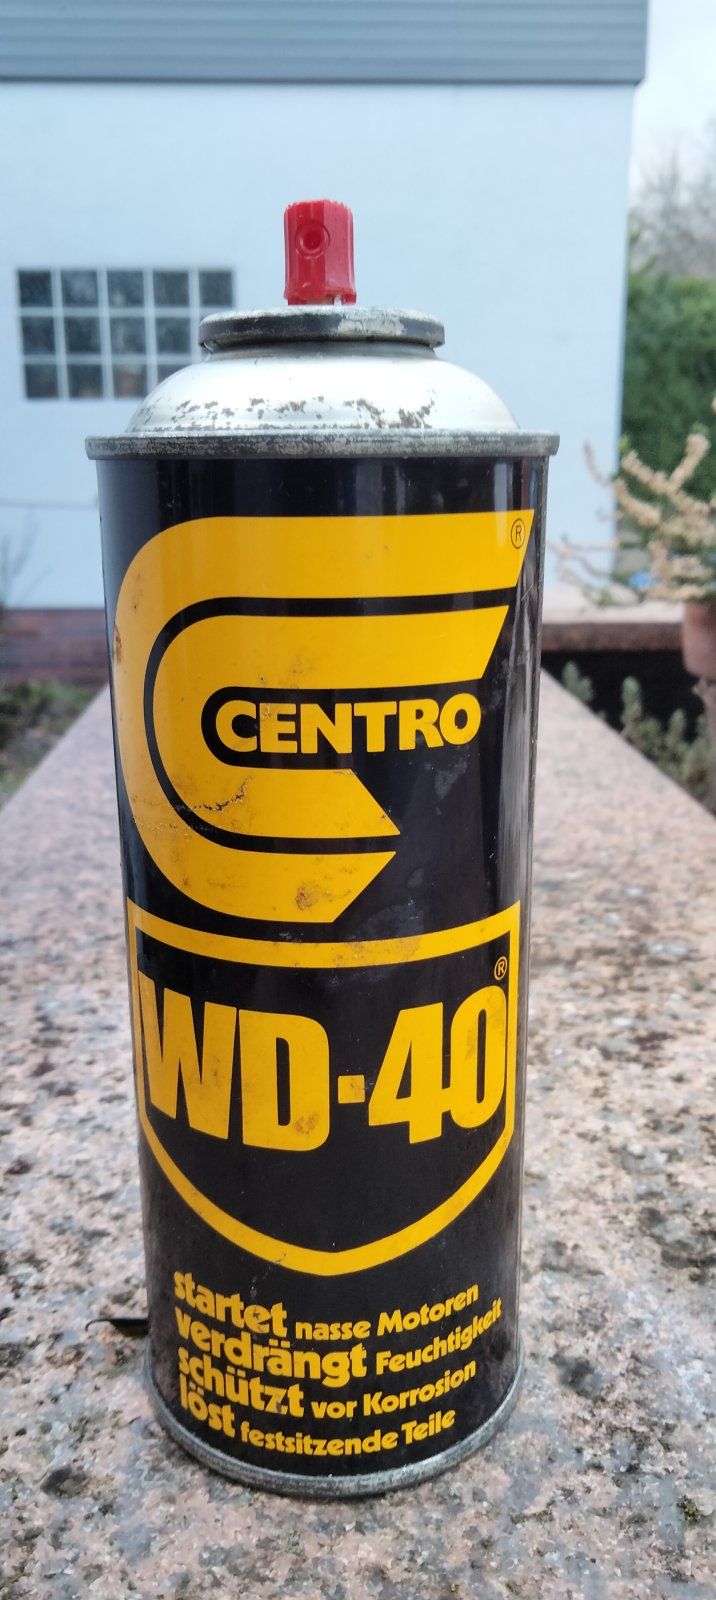 ®
CENTRO
®
WD-40
startet nasse Motoren
verdrängt Feuchtigkeit
schützt vor Korrosion
löst festsitzende Teile